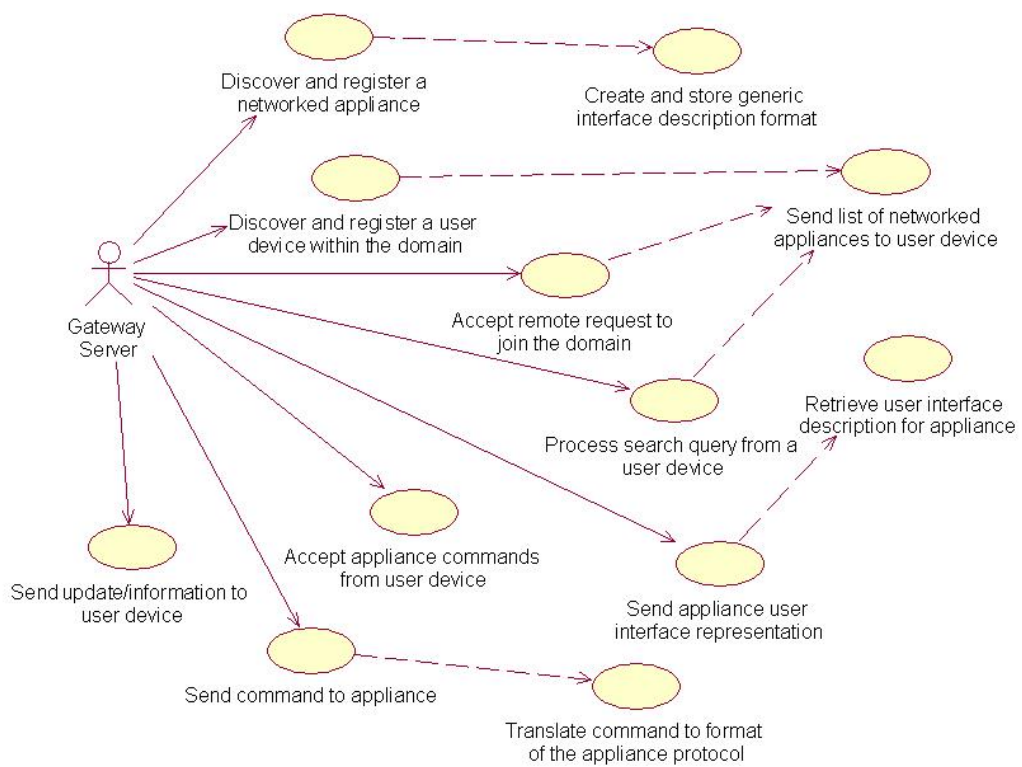 Discover and register a
networked appliance
Create and store generic
interface description format
Discover and register a user
device within the domain
Send list of networked
appliances to user device
Gateway
Server
Accept remote request to
join the domain
Retrieve user interface
description for appliance
Process search query from a
user device
Accept appliance commands
from user device
Send update/information to
user device
Send appliance user
interface representation
Send command to appliance
Translate command to format
of the appliance protocol